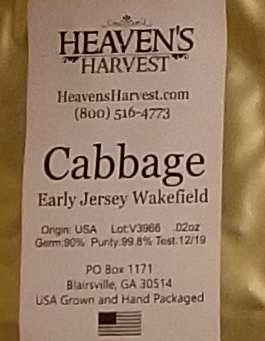 HEAVEN'S
HARVEST
HeavensHarvest.com
(800) 516-4773
Cabbage
Early Jersey Wakefield
Origin: USA Lot:V3966 .02oz
Germ:90% Purity:99.8% Test:12/19
PO Box 1171
Blairsville, GA 30514
USA Grown and Hand Packaged